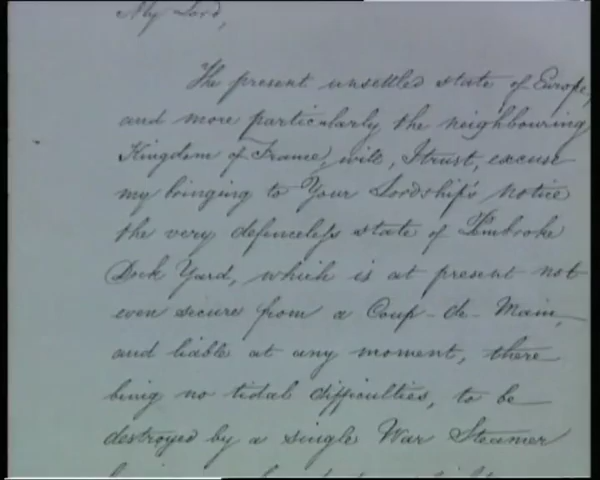 My Lord,
The present unsettled state of Europe,
and more particularly the neighbouring
Kingdom of France, will, I trust, excuse
my bringing to Your Lordship's notice
the very defenceless state of Pembroke
Dock Yard, which is at present not
even secure from a Coup-de-Main,
and liable at any moment, there
being no tidal difficulties, to be
destroyed by a single War Steamer